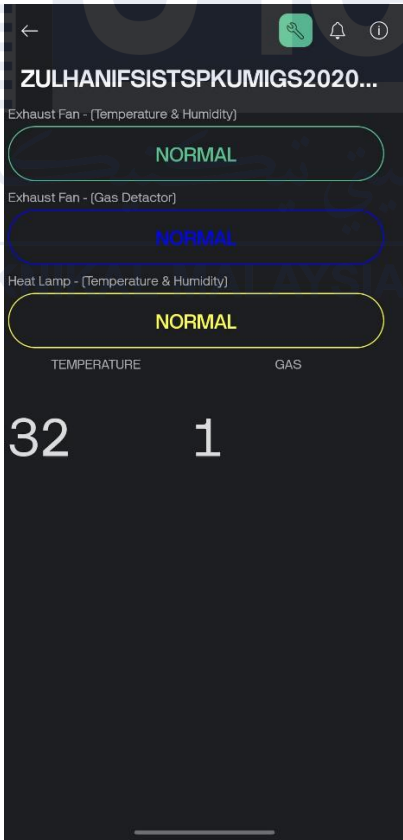 ZULHANIFSISTSPKUMIGS2020...
Exhaust Fan - (Temperature & Humidity)
NORMAL
Exhaust Fan - (Gas Detactor)
NORMAL
Heat Lamp - (Temperature & Humidity)
NORMAL
TEMPERATURE GAS
32 1